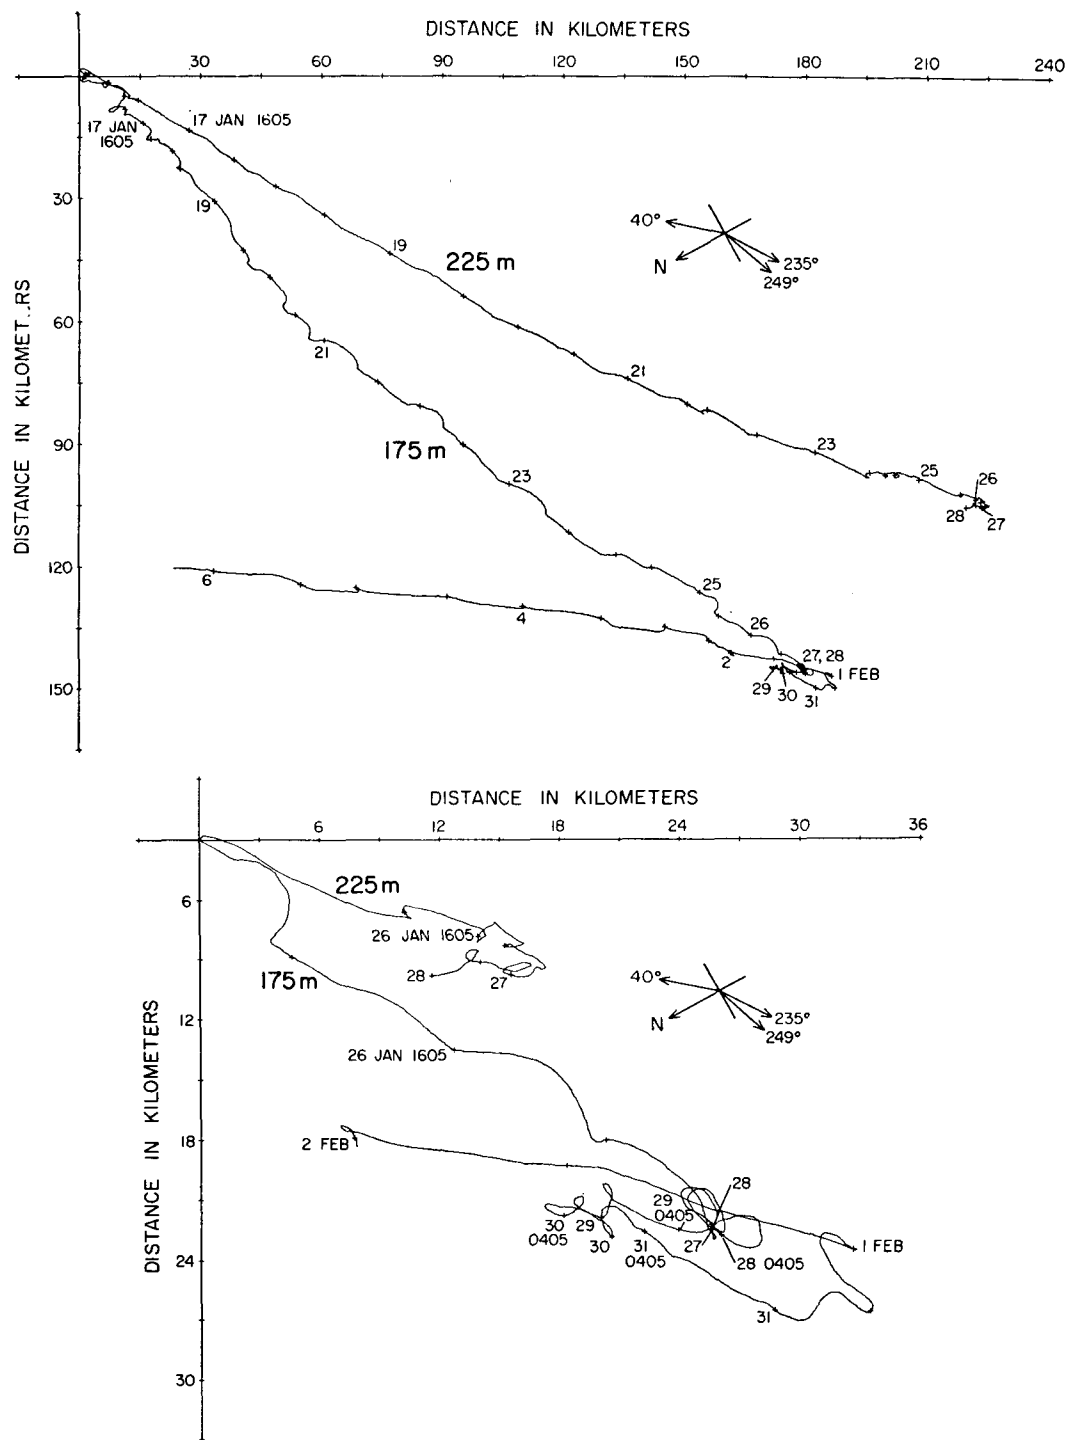 DISTANCE IN KILOMETERS
30 60 90 120 150 180 210 240
17 JAN 1605
17 JAN
1605
30
19
40°
19
225 m
N
235°
249°
DISTANCE IN KILOMET..RS
60
21
21
90
175 m
23
23
25
26
28
27
120
6
4
25
26
2
27, 28
1 FEB
150
29
30
31
DISTANCE IN KILOMETERS
6 12 18 24 30 36
225 m
6
26 JAN 1605
28
27
175 m
40°
N
235°
249°
12
26 JAN 1605
DISTANCE IN KILOMETERS
18
2 FEB
28
29
0405
30
0405
29
30
31
0405
27
28 0405
1 FEB
24
31
30